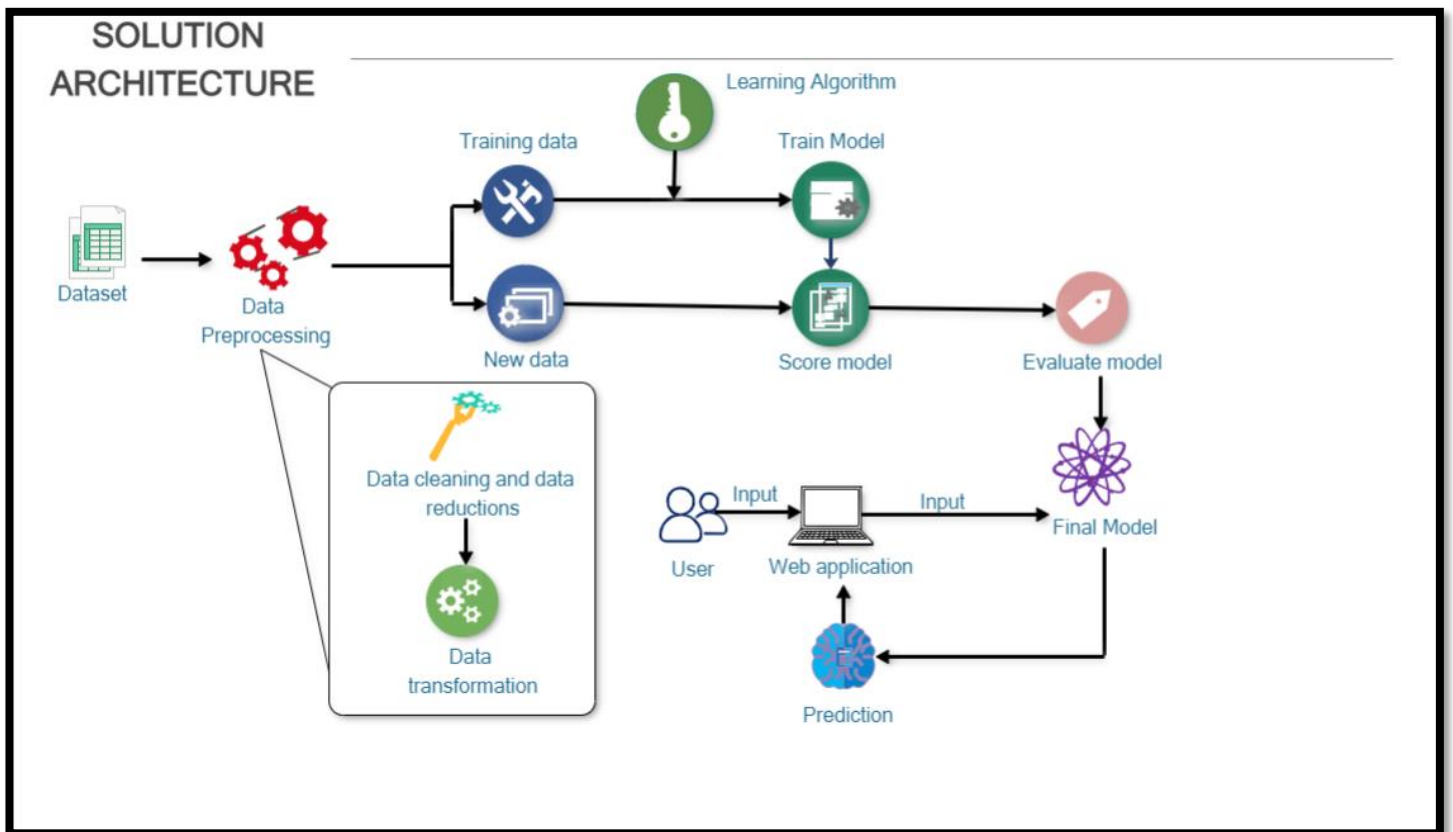 SOLUTION
ARCHITECTURE
Learning Algorithm
Training data
Train Model
Dataset
Data
Preprocessing
New data
Score model
Evaluate model
Data cleaning and data
reductions
Data
transformation
Input
Input
User
Web application
Final Model
Prediction